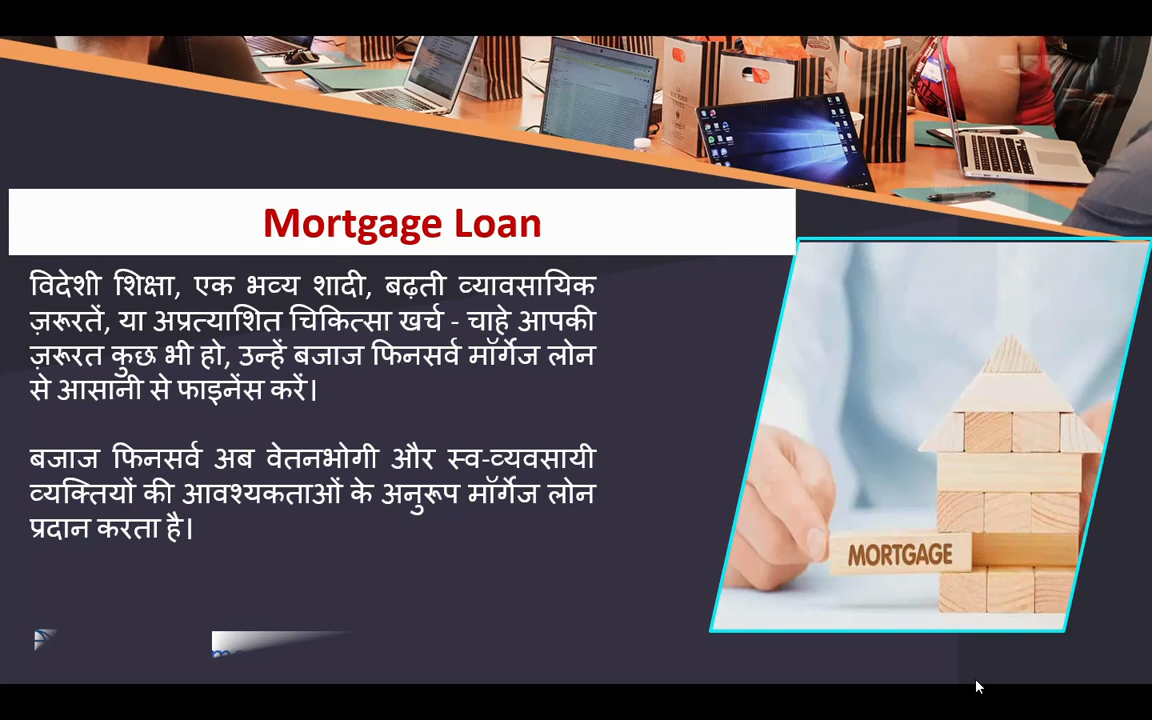 Mortgage Loan
विदेशी शिक्षा, एक भव्य शादी, बढ़ती व्यावसायिक
ज़रूरतें, या अप्रत्याशित चिकित्सा खर्च - चाहे आपकी
ज़रूरत कुछ भी हो, उन्हें बजाज फिनसर्व मॉर्गेज लोन
से आसानी से फाइनेंस करें।
बजाज फिनसर्व अब वेतनभोगी और स्व-व्यवसायी
व्यक्तियों की आवश्यकताओं के अनुरूप मॉर्गेज लोन
प्रदान करता है।
MORTGAGE